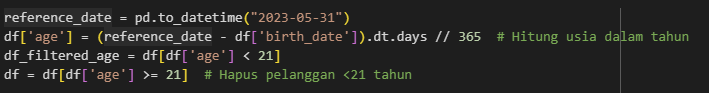 reference_date = pd.to_datetime("2023-05-31")
df['age'] = (reference_date - df['birth_date']).dt.days // 365  # Hitung usia dalam tahun
df_filtered_age = df[df['age'] < 21]
df = df[df['age'] >= 21]  # Hapus pelanggan <21 tahun